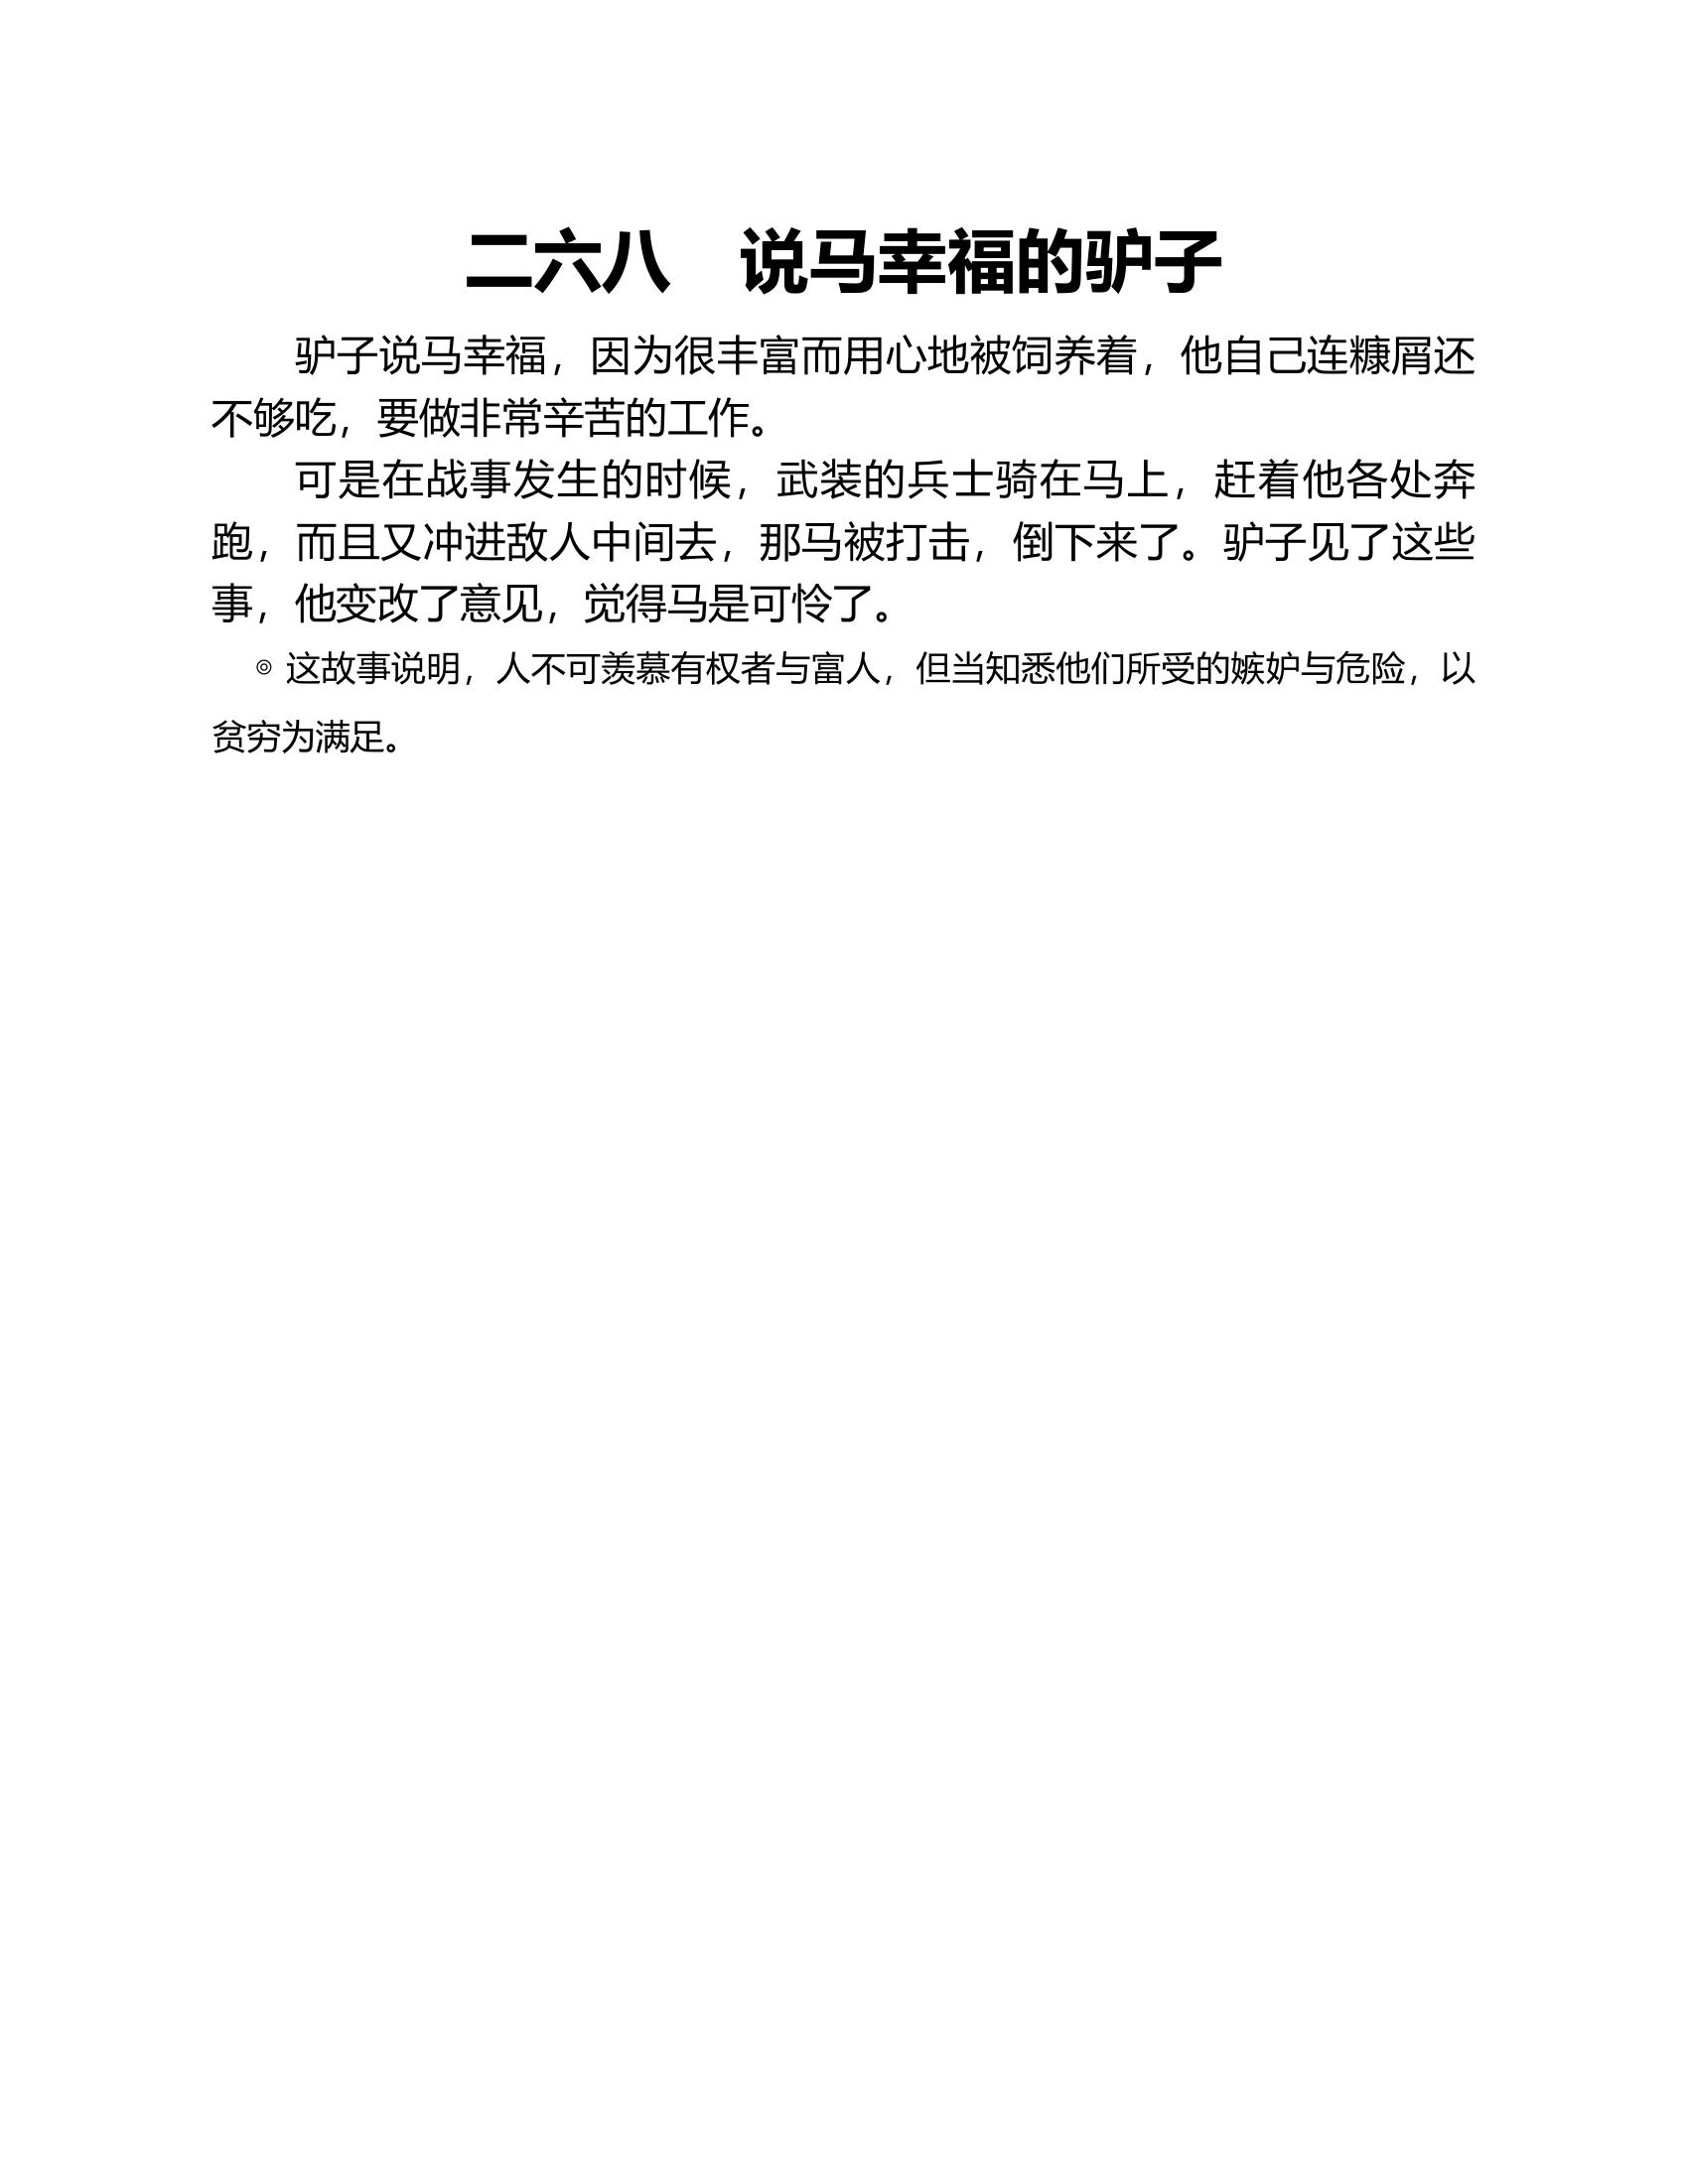 二六八　说马幸福的驴子
驴子说马幸福，因为很丰富而用心地被饲养着，他自己连糠屑还
不够吃，要做非常辛苦的工作。
可是在战事发生的时候，武装的兵士骑在马上，赶着他各处奔
跑，而且又冲进敌人中间去，那马被打击，倒下来了。驴子见了这些
事，他变改了意见，觉得马是可怜了。
◎ 这故事说明，人不可羡慕有权者与富人，但当知悉他们所受的嫉妒与危险，以
贫穷为满足。